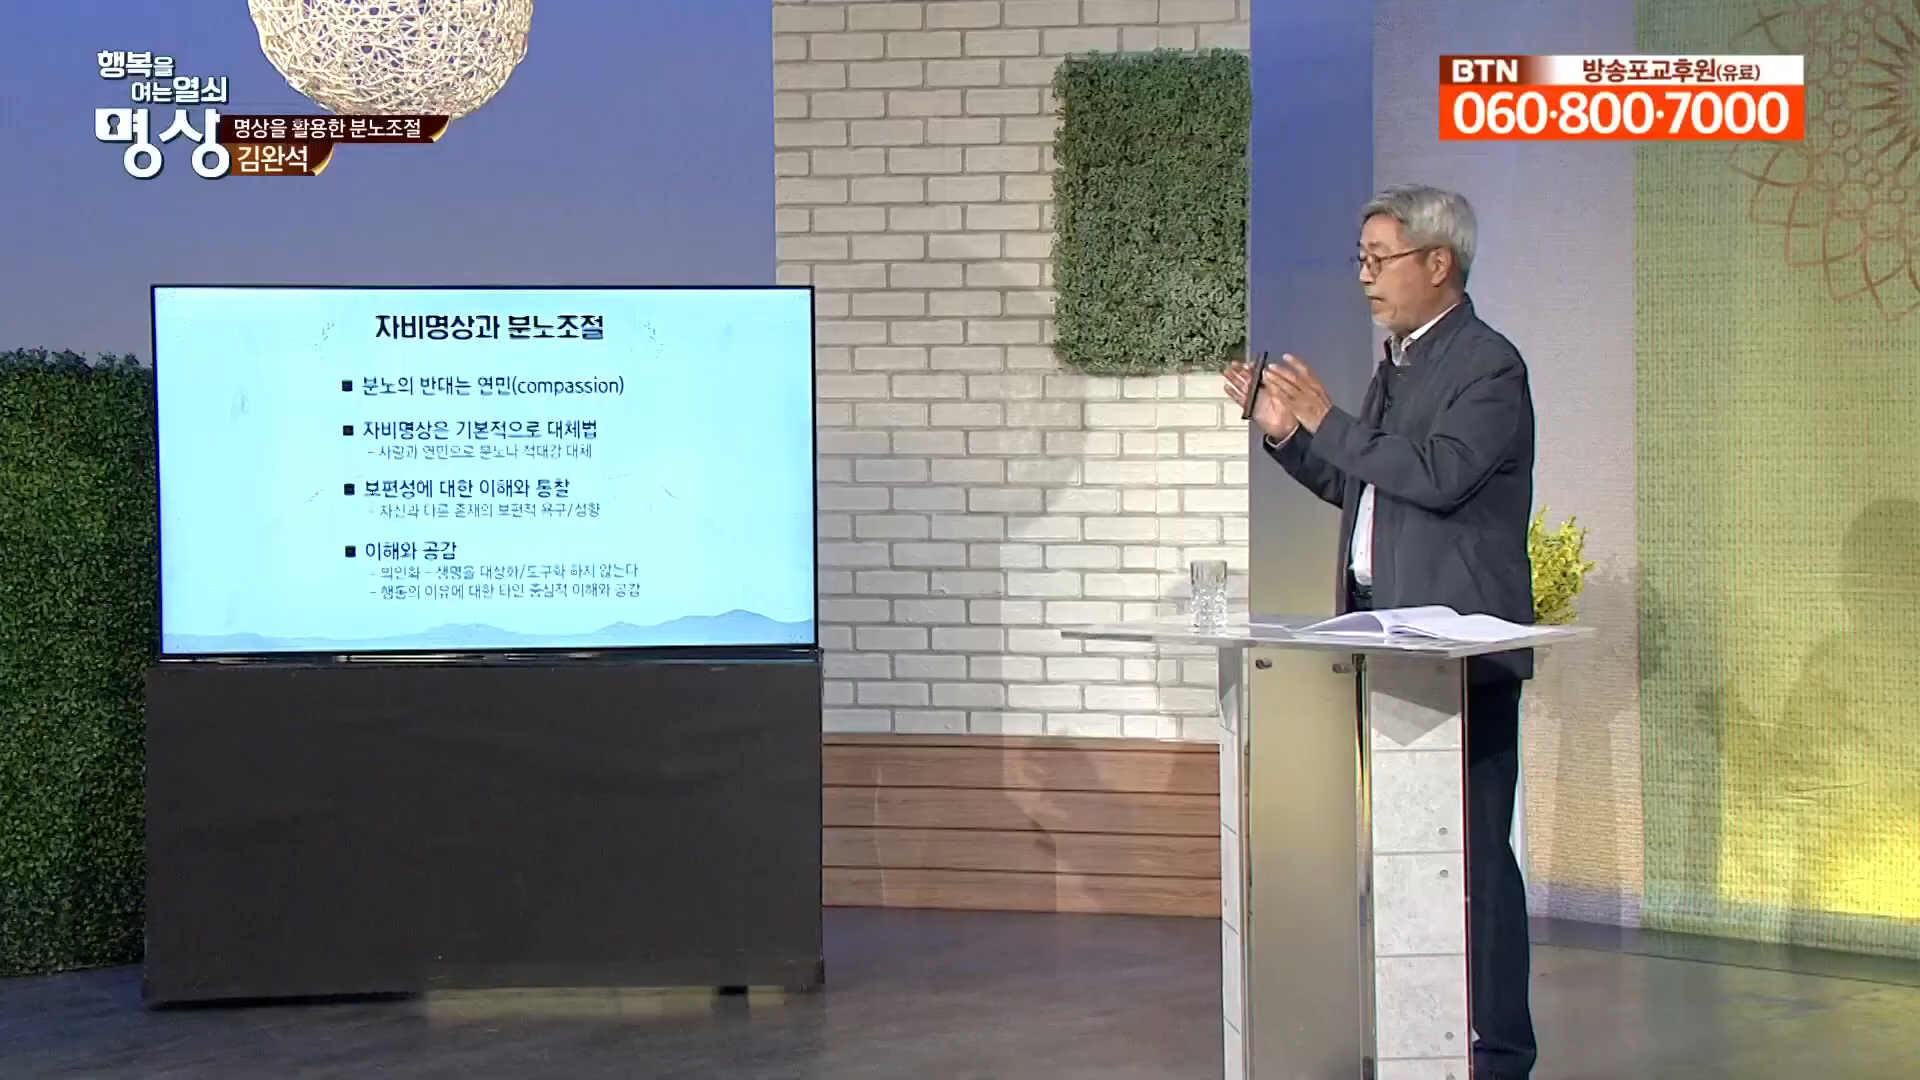 행복을
여는 열쇠
명상
명상을 활용한 분노조절
김완석
BTN 방송포교후원(유료)
060·800·7000
자비명상과 분노조절
■ 분노의 반대는 연민(compassion)
■ 자비명상은 기본적으로 대체법
- 사랑과 연민으로 분노나 적대감 대체
■ 보편성에 대한 이해와 통찰
- 자신과 다른 존재의 보편적 욕구/성향
■ 이해와 공감
- 의인화 - 생명을 대상화/도구화 하지 않는다
- 행동의 이유에 대한 타인 중심적 이해와 공감